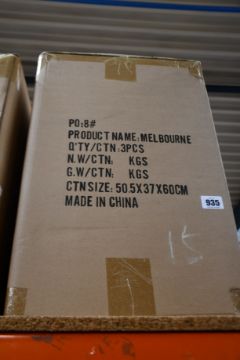 PO:8#
PRODUCT NAME:MELBOURNE
Q'TY/CTN:3PCS
N.W/CTN: KGS
G.W/CTN: KGS
CTN SIZE: 50.5X37X60CM
MADE IN CHINA
935
15